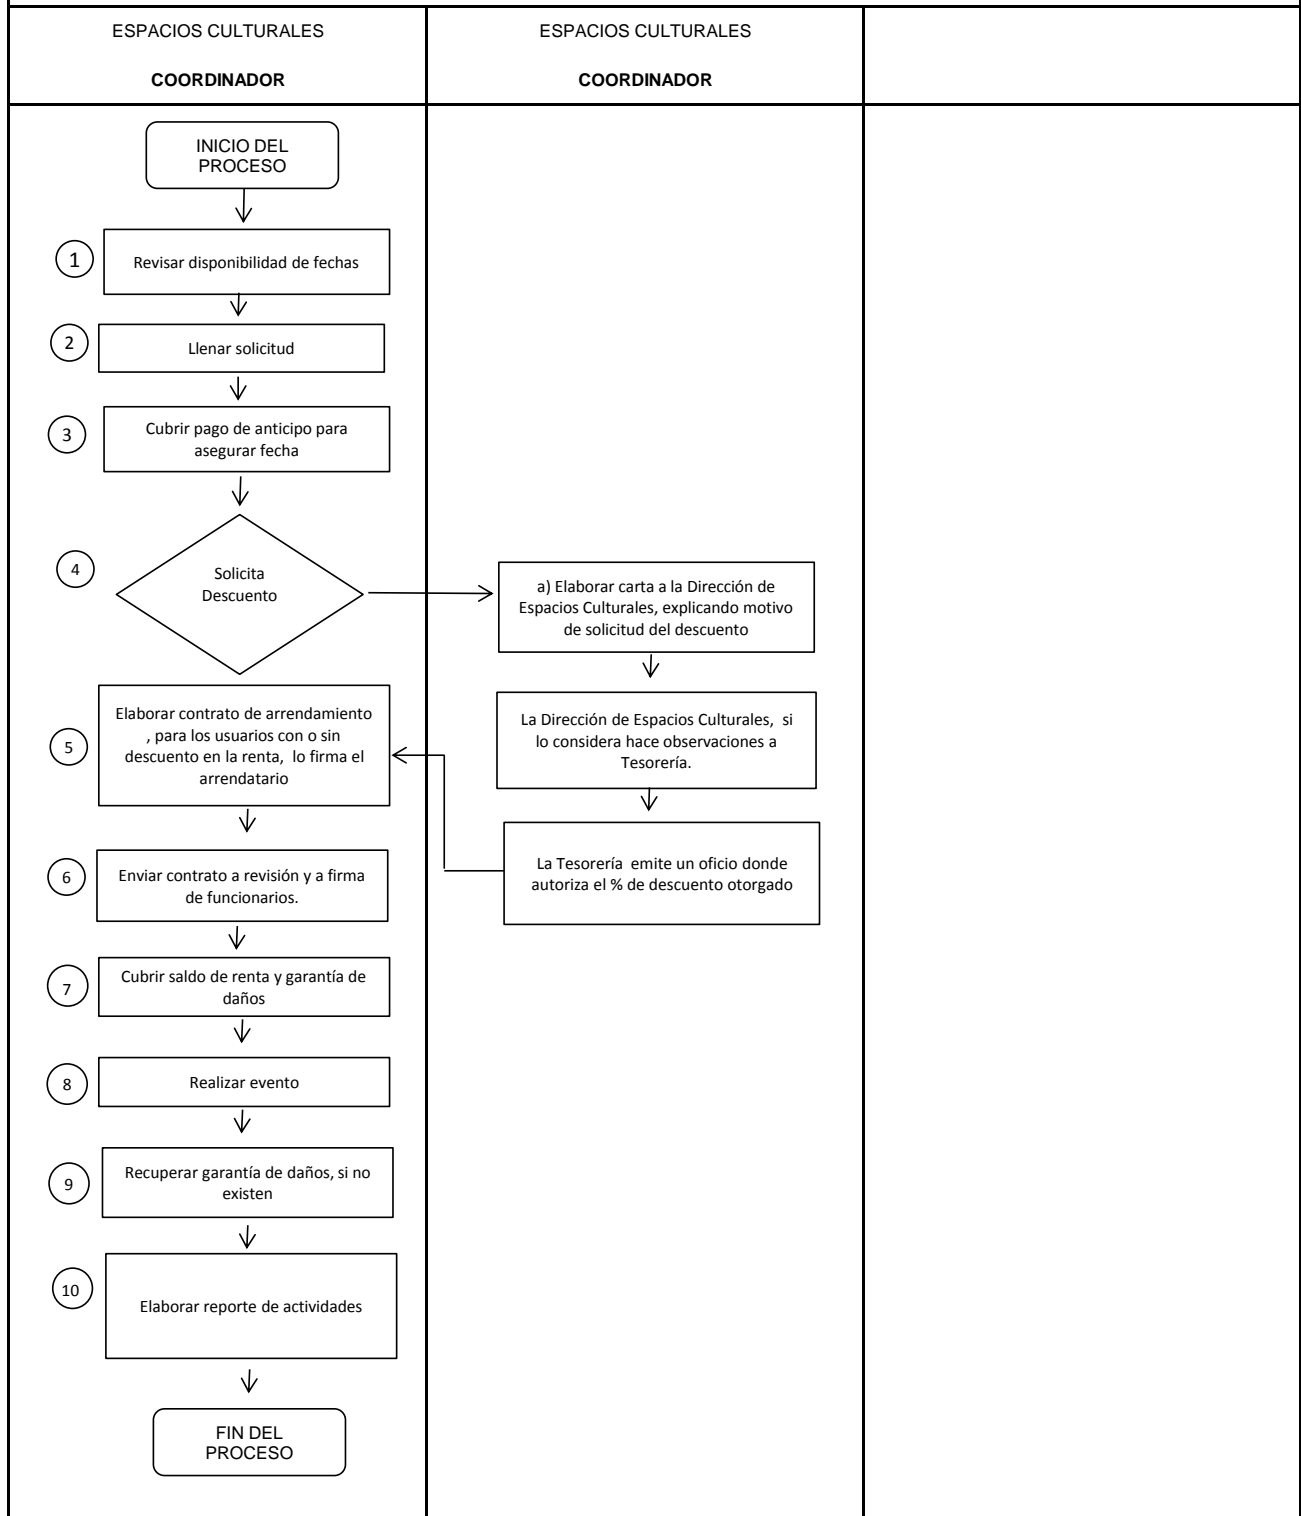 ESPACIOS CULTURALES
COORDINADOR
ESPACIOS CULTURALES
COORDINADOR
INICIO DEL
PROCESO
1
Revisar disponibilidad de fechas
2
Llenar solicitud
3
Cubrir pago de anticipo para
asegurar fecha
4
Solicita
Descuento
a) Elaborar carta a la Dirección de
Espacios Culturales, explicando motivo
de solicitud del descuento
La Dirección de Espacios Culturales, si
lo considera hace observaciones a
Tesorería.
La Tesorería emite un oficio donde
autoriza el % de descuento otorgado
5
Elaborar contrato de arrendamiento
, para los usuarios con o sin
descuento en la renta, lo firma el
arrendatario
6
Enviar contrato a revisión y a firma
de funcionarios.
7
Cubrir saldo de renta y garantía de
daños
8
Realizar evento
9
Recuperar garantía de daños, si no
existen
10
Elaborar reporte de actividades
FIN DEL
PROCESO